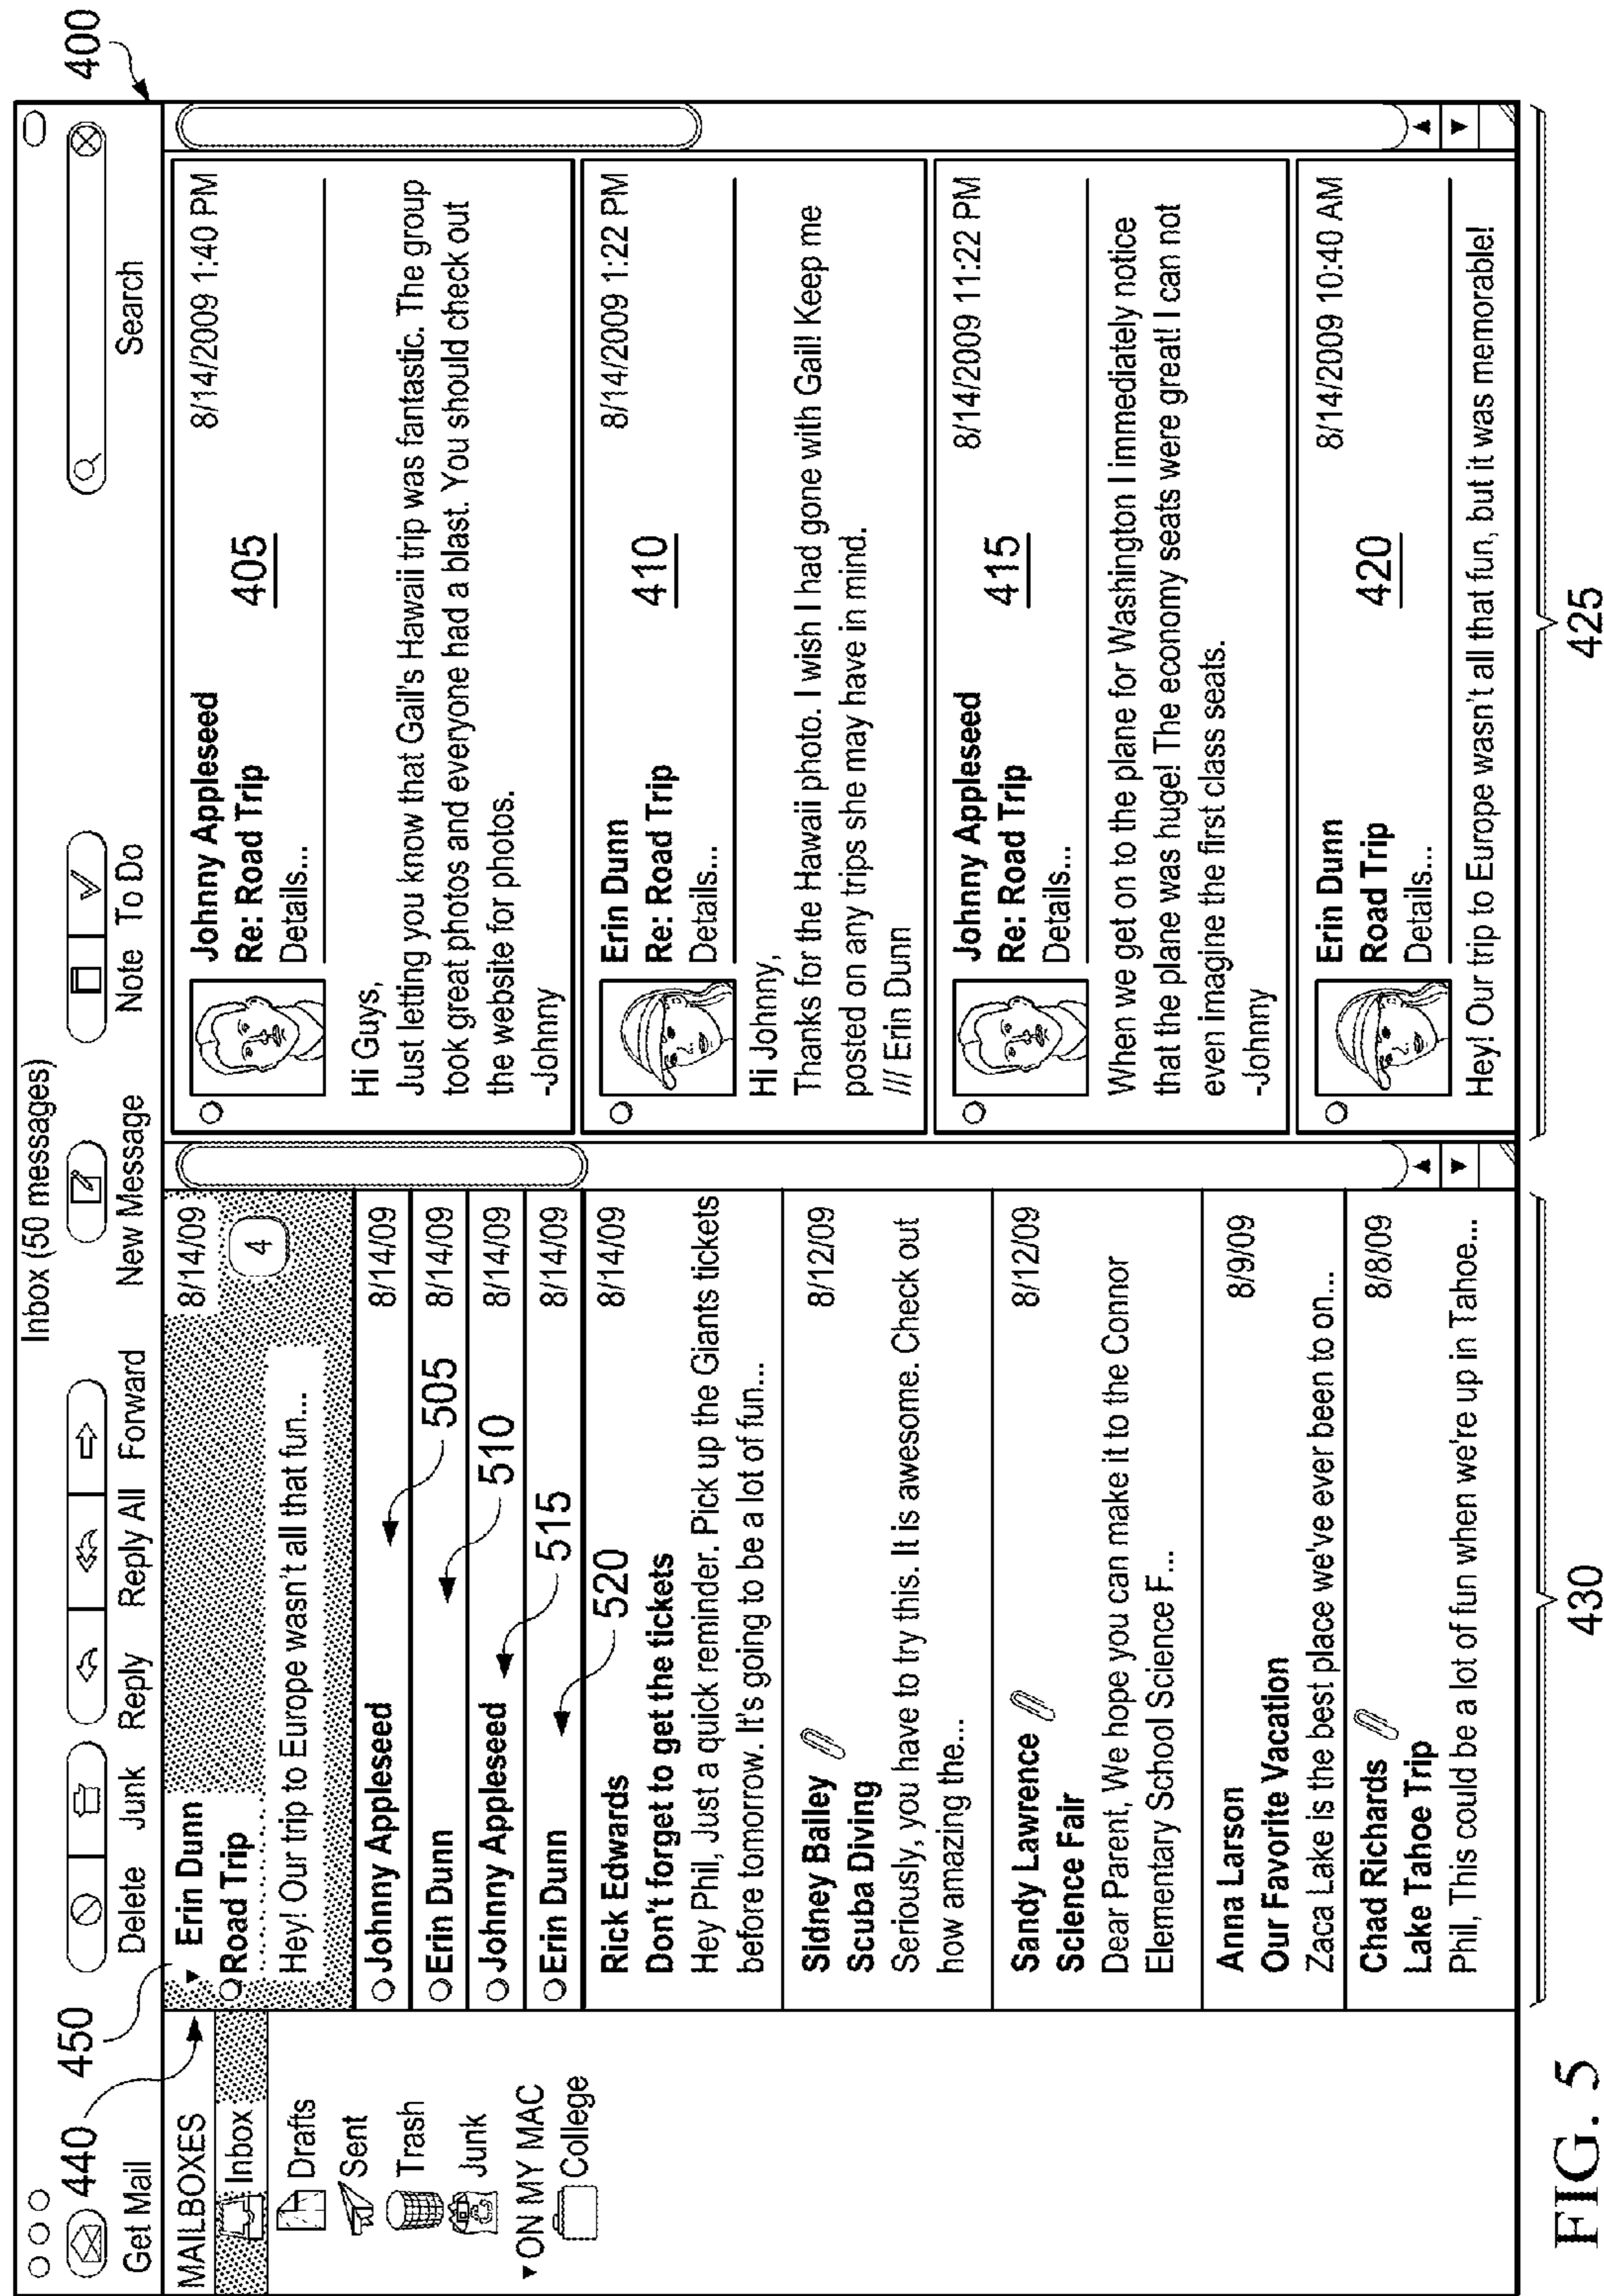 Inbox (50 messages)
400
440
450
Get Mail
Delete Junk Reply Reply All Forward
New Message
Note To Do
Search
MAILBOXES
Inbox
Drafts
Sent
Trash
Junk
ON MY MAC
College
Erin Dunn 8/14/09
Road Trip 4
Hey! Our trip to Europe wasn't all that fun...
Johnny Appleseed 8/14/09
505
Erin Dunn 8/14/09
510
Johnny Appleseed 8/14/09
515
Erin Dunn 8/14/09
520
Rick Edwards 8/14/09
Don't forget to get the tickets
Hey Phil, Just a quick reminder. Pick up the Giants tickets
before tomorrow. It's going to be a lot of fun...
Sidney Bailey 8/12/09
Scuba Diving
Seriously, you have to try this. It is awesome. Check out
how amazing the...
Sandy Lawrence 8/12/09
Science Fair
Dear Parent, We hope you can make it to the Connor
Elementary School Science F...
Anna Larson 8/9/09
Our Favorite Vacation
Zaca Lake is the best place we've ever been to on...
Chad Richards 8/8/09
Lake Tahoe Trip
Phil, This could be a lot of fun when we're up in Tahoe...
Johnny Appleseed 8/14/2009 1:40 PM
Re: Road Trip 405
Details...
Hi Guys,
Just letting you know that Gail's Hawaii trip was fantastic. The group
took great photos and everyone had a blast. You should check out
the website for photos.
-Johnny
Erin Dunn 8/14/2009 1:22 PM
Re: Road Trip 410
Details...
Hi Johnny,
Thanks for the Hawaii photo. I wish I had gone with Gail! Keep me
posted on any trips she may have in mind.
/// Erin Dunn
Johnny Appleseed 8/14/2009 11:22 PM
Re: Road Trip 415
Details...
When we get on to the plane for Washington I immediately notice
that the plane was huge! The economy seats were great! I can not
even imagine the first class seats.
-Johnny
Erin Dunn 8/14/2009 10:40 AM
Road Trip 420
Details...
Hey! Our trip to Europe wasn't all that fun, but it was memorable!
430
425
FIG. 5